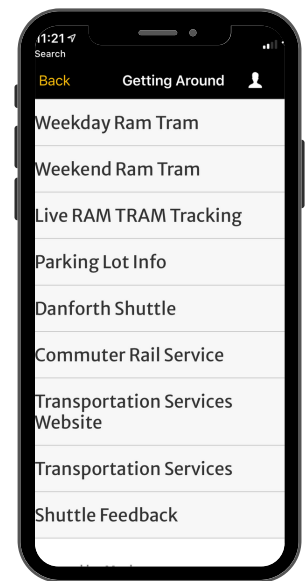 11:21
Search
Back Getting Around
Weekday Ram Tram
Weekend Ram Tram
Live RAM TRAM Tracking
Parking Lot Info
Danforth Shuttle
Commuter Rail Service
Transportation Services
Website
Transportation Services
Shuttle Feedback